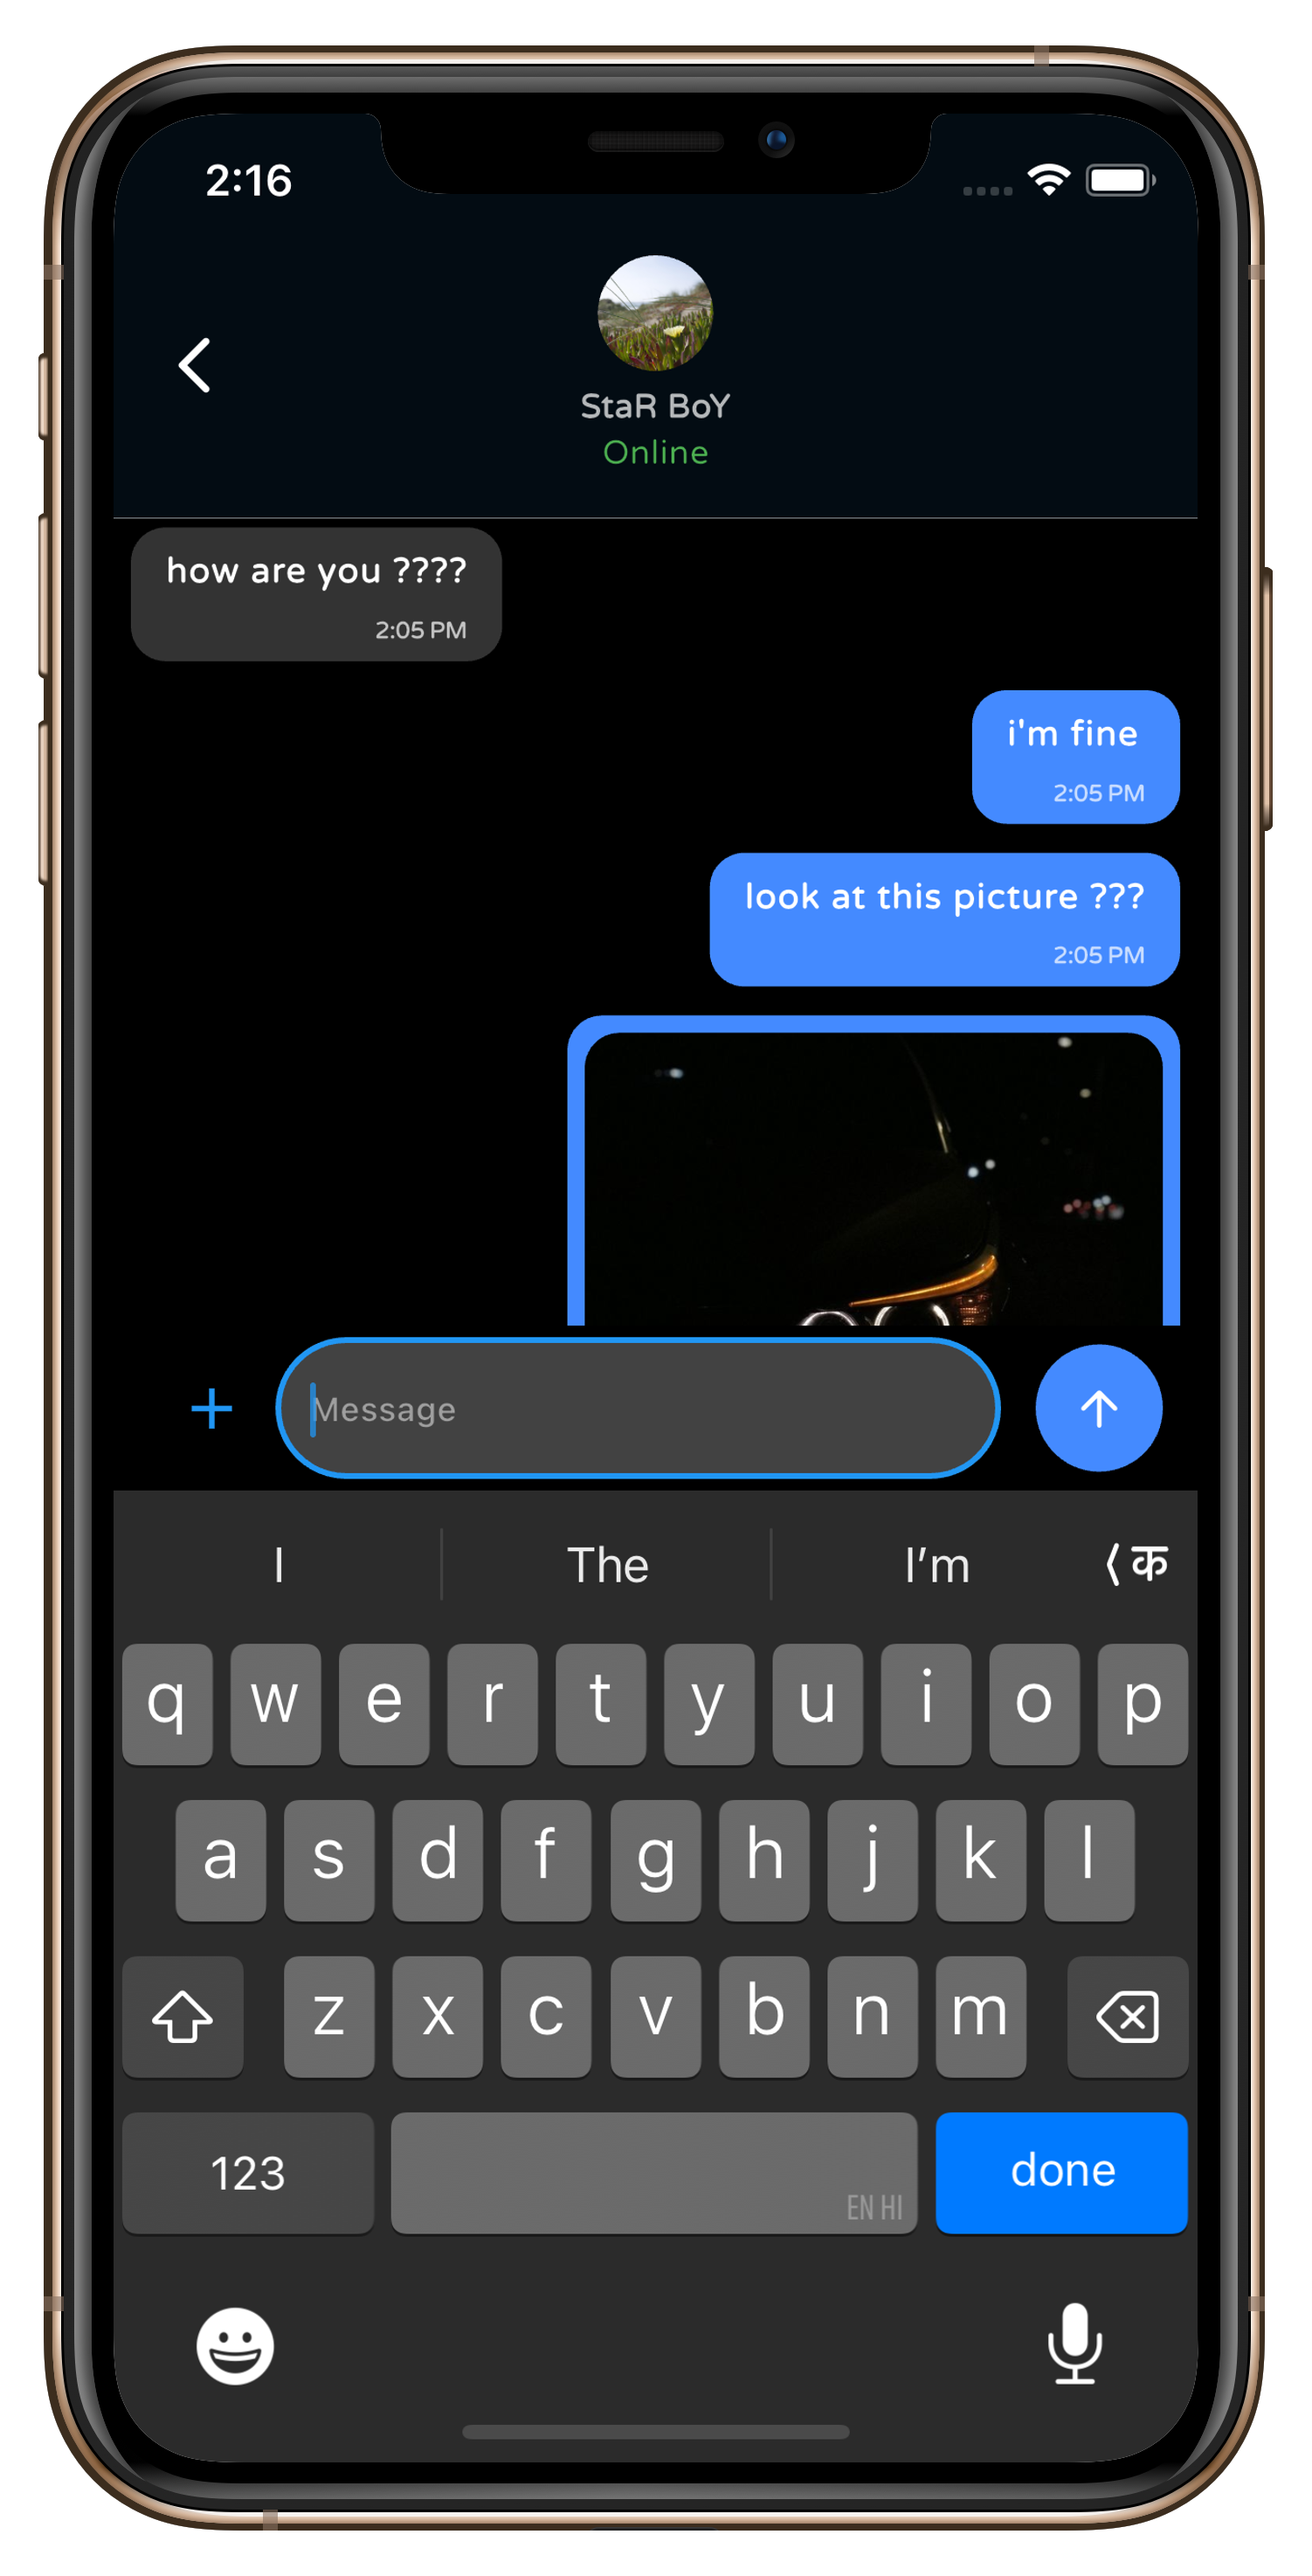 2:16
StaR BoY
Online
how are you ????
2:05 PM
i'm fine
2:05 PM
look at this picture ???
2:05 PM
Message
I The I’m क
q w e r t y u i o p
a s d f g h j k l
z x c v b n m
123 EN HI done